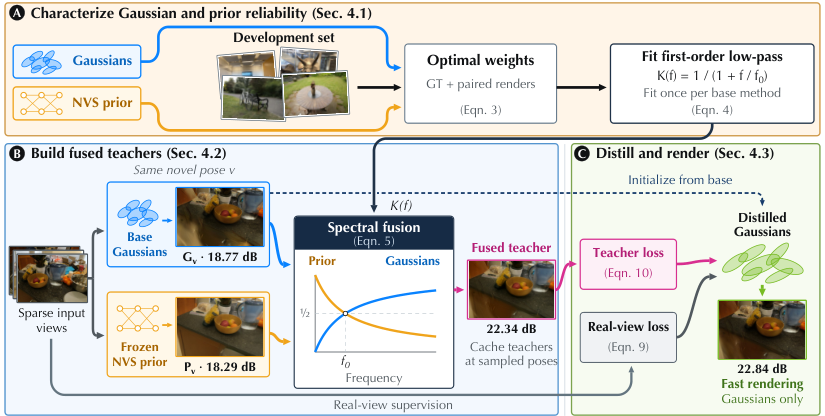 A Characterize Gaussian and prior reliability (Sec. 4.1)
Gaussians
NVS prior
Development set
Optimal weights
GT + paired renders
(Eqn. 3)
Fit first-order low-pass
K(f) = 1 / (1 + f / f₀)
Fit once per base method
(Eqn. 4)
B Build fused teachers (Sec. 4.2)
Same novel pose v
Sparse input
views
Base
Gaussians
Gᵥ · 18.77 dB
Frozen
NVS prior
Pᵥ · 18.29 dB
K(f)
Spectral fusion
(Eqn. 5)
Prior
Gaussians
½
f₀
Frequency
Fused teacher
22.34 dB
Cache teachers
at sampled poses
Real-view supervision
C Distill and render (Sec. 4.3)
Initialize from base
Teacher loss
(Eqn. 10)
Real-view loss
(Eqn. 9)
Distilled
Gaussians
22.84 dB
Fast rendering
Gaussians only